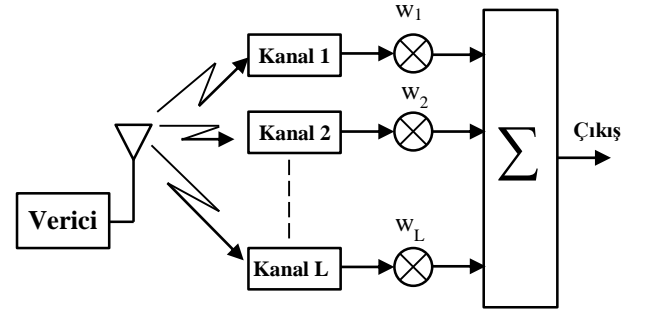 w1
Kanal 1
w2
Kanal 2
Çıkış
∑
Verici
wL
Kanal L